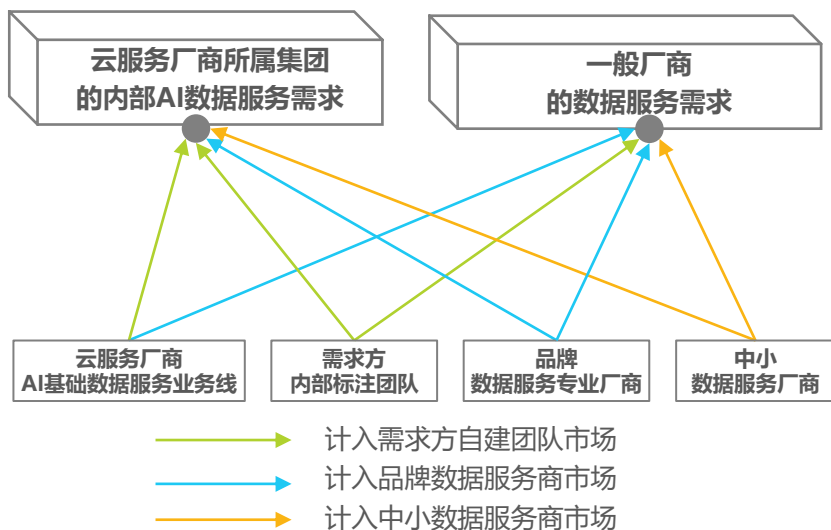 云服务厂商所属集团
的内部AI数据服务需求
一般厂商
的数据服务需求
云服务厂商
AI基础数据服务业务线
需求方
内部标注团队
品牌
数据服务专业厂商
中小
数据服务厂商
计入需求方自建团队市场
计入品牌数据服务商市场
计入中小数据服务商市场